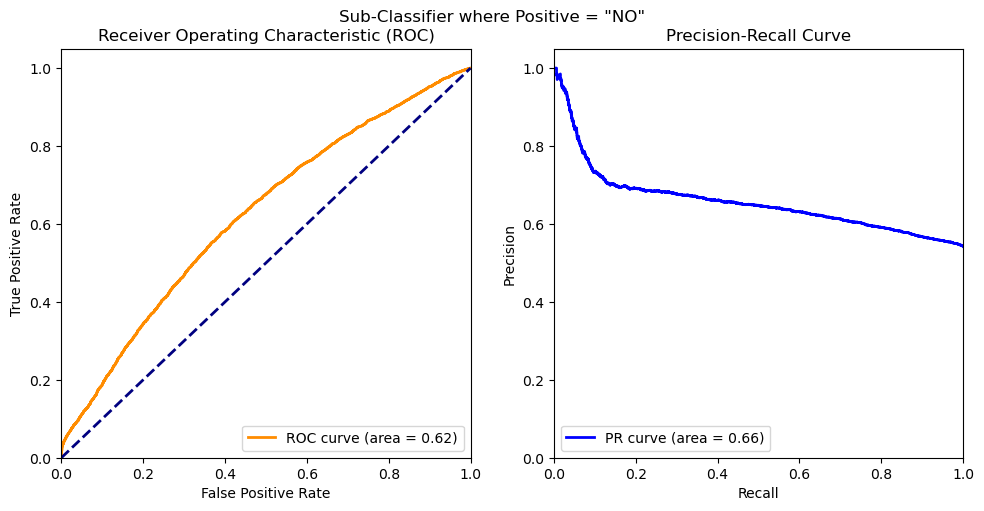 Sub-Classifier where Positive = "NO"
Receiver Operating Characteristic (ROC)
1.0
0.8
0.6
0.4
0.2
0.0
True Positive Rate
0.0 0.2 0.4 0.6 0.8 1.0
False Positive Rate
ROC curve (area = 0.62)
Precision-Recall Curve
1.0
0.8
0.6
0.4
0.2
0.0
Precision
0.0 0.2 0.4 0.6 0.8 1.0
Recall
PR curve (area = 0.66)